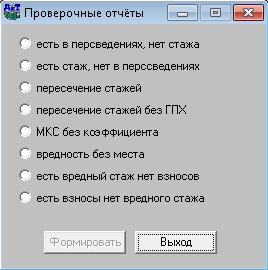 Проверочные отчёты
есть в персведениях, нет стажа
есть стаж, нет в перссведениях
пересечение стажей
пересечение стажей без ГПХ
МКС без коэффициента
вредность без места
есть вредный стаж нет взносов
есть взносы нет вредного стажа
Формировать
Выход